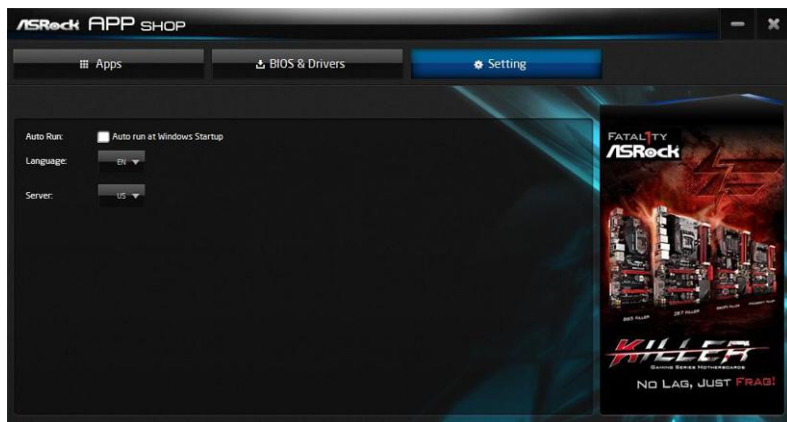 ASRock APP SHOP
Apps
BIOS & Drivers
Setting
Auto Run:
Auto run at Windows Startup
Language:
EN
Server:
US
FATAL1TY
ASRock
KILLER
GAMING SERIES MOTHERBOARDS
NO LAG, JUST FRAG!